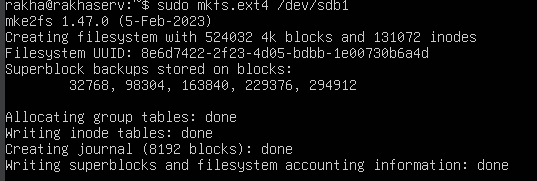 rakha@rakhaserv:~$ sudo mkfs.ext4 /dev/sdb1
mke2fs 1.47.0 (5-Feb-2023)
Creating filesystem with 524032 4k blocks and 131072 inodes
Filesystem UUID: 8e6d7422-2f23-4d05-bdbb-1e00730b6a4d
Superblock backups stored on blocks:
        32768, 98304, 163840, 229376, 294912

Allocating group tables: done
Writing inode tables: done
Creating journal (8192 blocks): done
Writing superblocks and filesystem accounting information: done